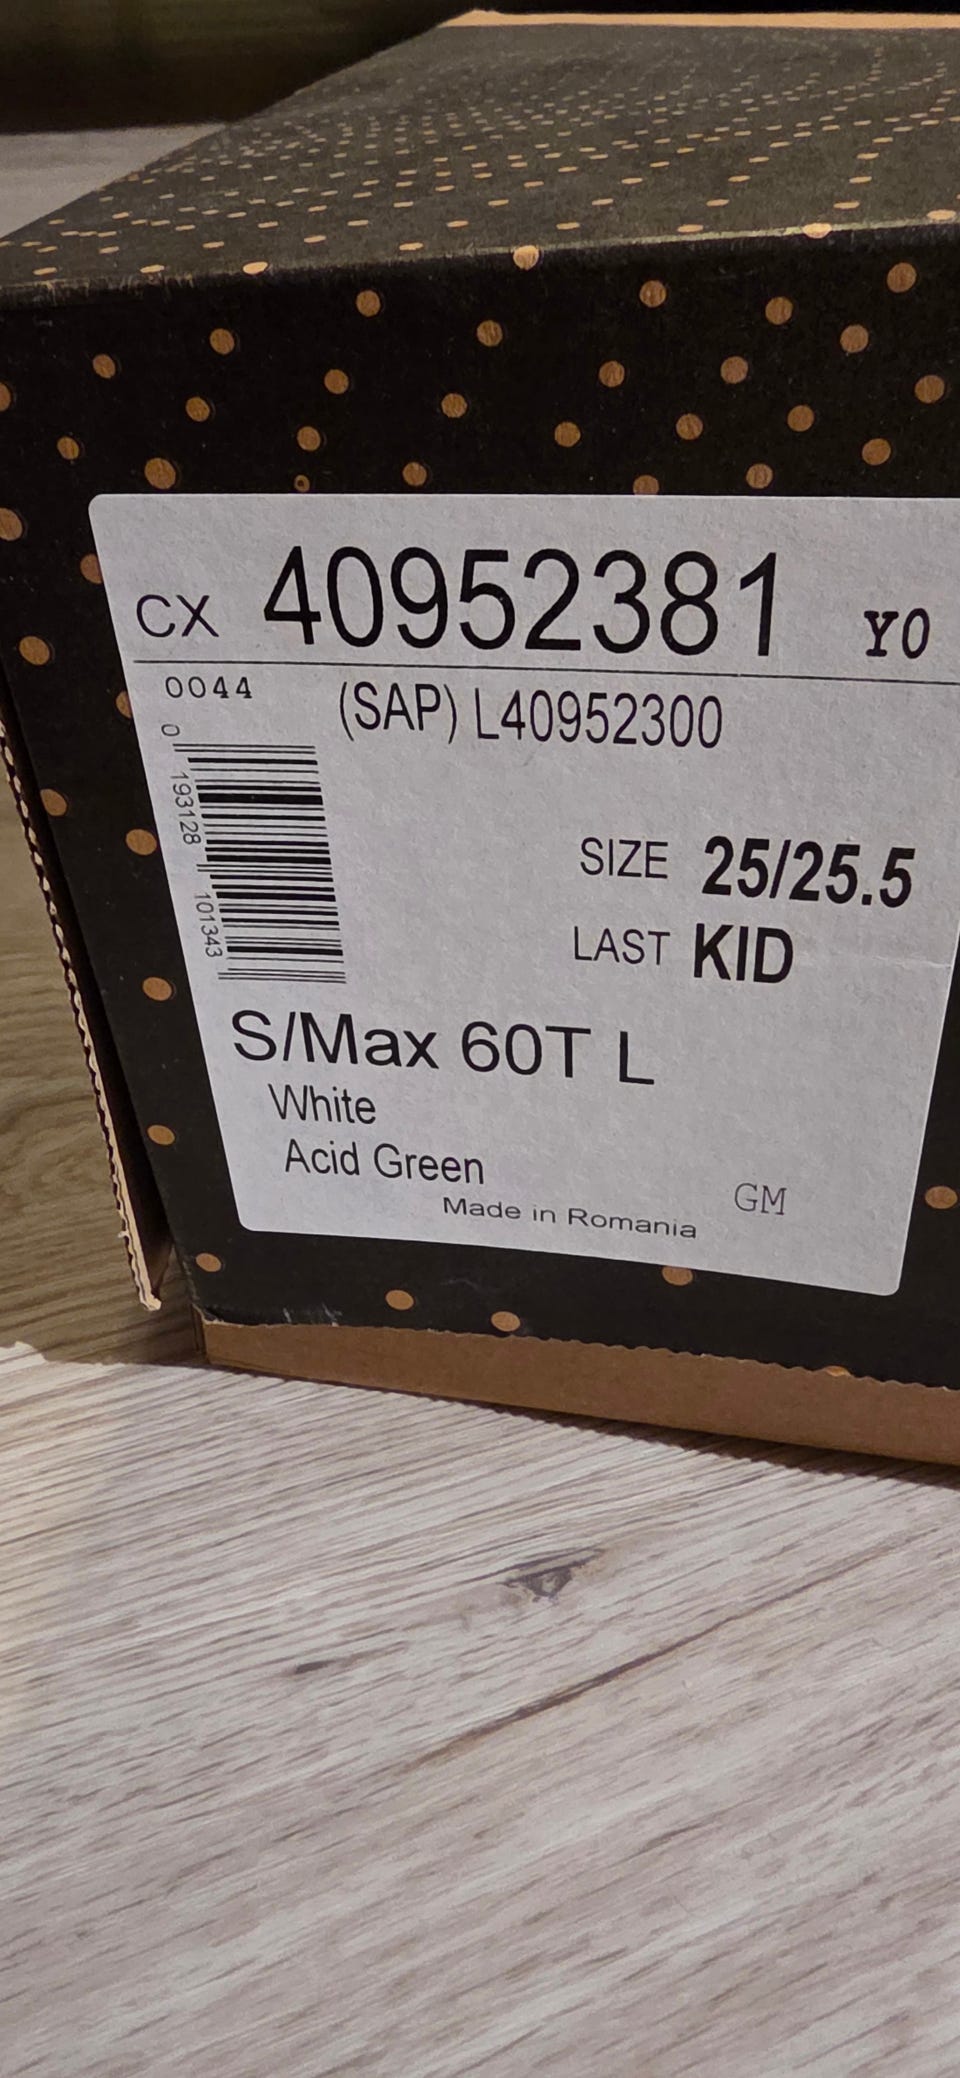 CX 40952381 YO
0044 (SAP) L40952300
0 193128 101343
SIZE 25/25.5
LAST KID
S/Max 60T L
White
Acid Green
GM
Made in Romania